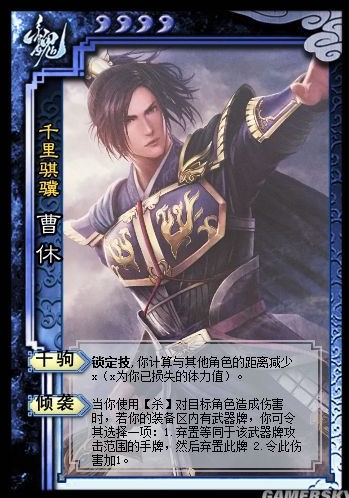 魏
千里骐骥
曹休
千驹
锁定技,你计算与其他角色的距离减少
x（x为你已损失的体力值）。
倾袭
当你使用【杀】对目标角色造成伤害
时，若你的装备区内有武器牌，你可令
其选择一项：1.弃置等同于该武器牌攻
击范围的手牌，然后弃置此牌 2.令此伤
害加1。
GAMERSKY